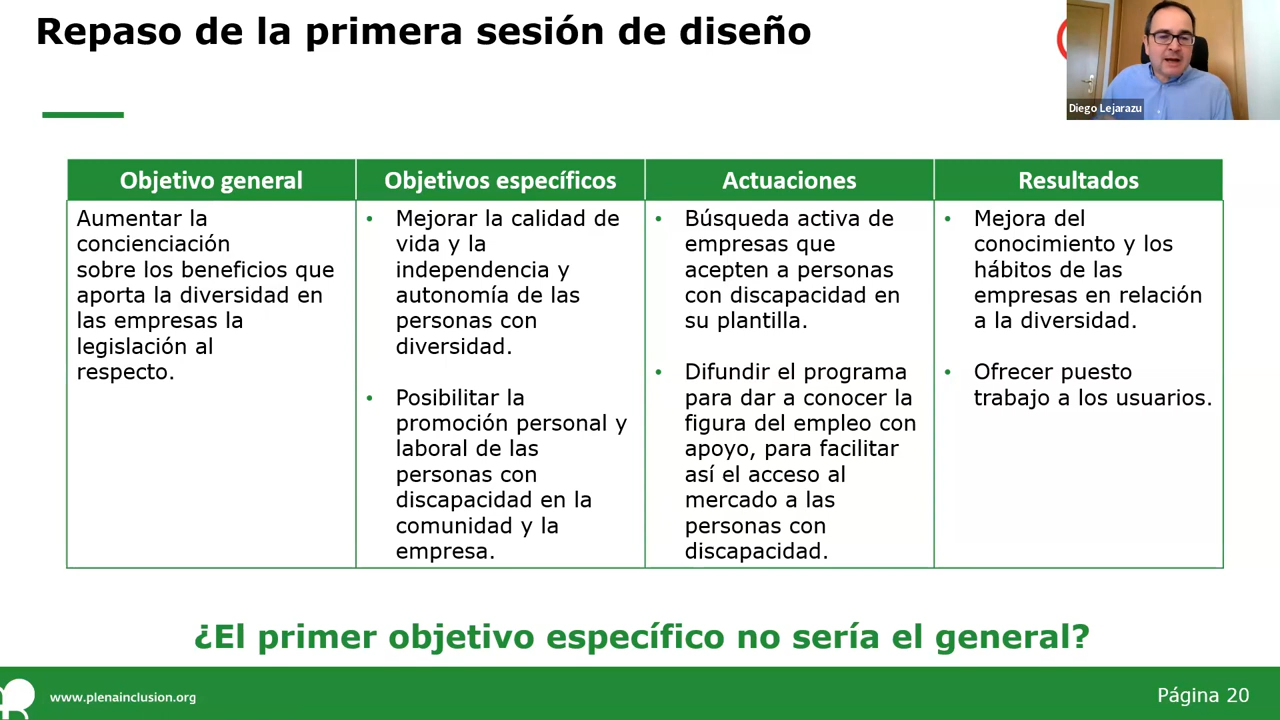 Repaso de la primera sesión de diseño
Diego Lejarazu
Objetivo general
Aumentar la
concienciación
sobre los beneficios que
aporta la diversidad en
las empresas la
legislación al
respecto.
Objetivos específicos
• Mejorar la calidad de
vida y la
independencia y
autonomía de las
personas con
diversidad.
• Posibilitar la
promoción personal y
laboral de las
personas con
discapacidad en la
comunidad y la
empresa.
Actuaciones
• Búsqueda activa de
empresas que
acepten a personas
con discapacidad en
su plantilla.
• Difundir el programa
para dar a conocer la
figura del empleo con
apoyo, para facilitar
así el acceso al
mercado a las
personas con
discapacidad.
Resultados
• Mejora del
conocimiento y los
hábitos de las
empresas en relación
a la diversidad.
• Ofrecer puesto
trabajo a los usuarios.
¿El primer objetivo específico no sería el general?
www.plenainclusion.org
Página 20